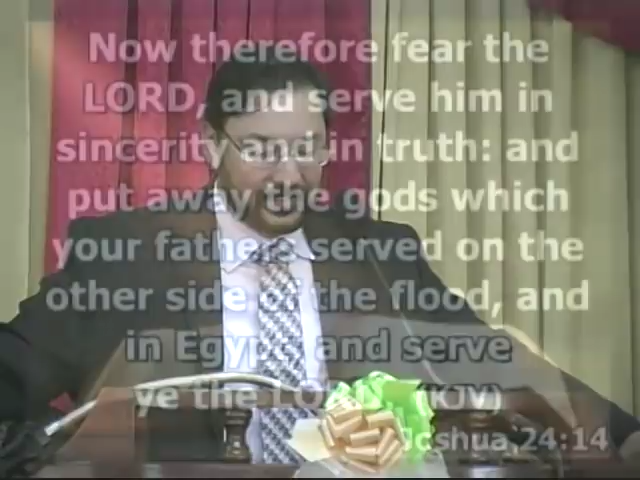 Now therefore fear the
LORD, and serve him in
sincerity and in truth: and
put away the gods which
your fathers served on the
other side of the flood, and
in Egypt, and serve
ye the LORD. (KJV)
Joshua,24:14